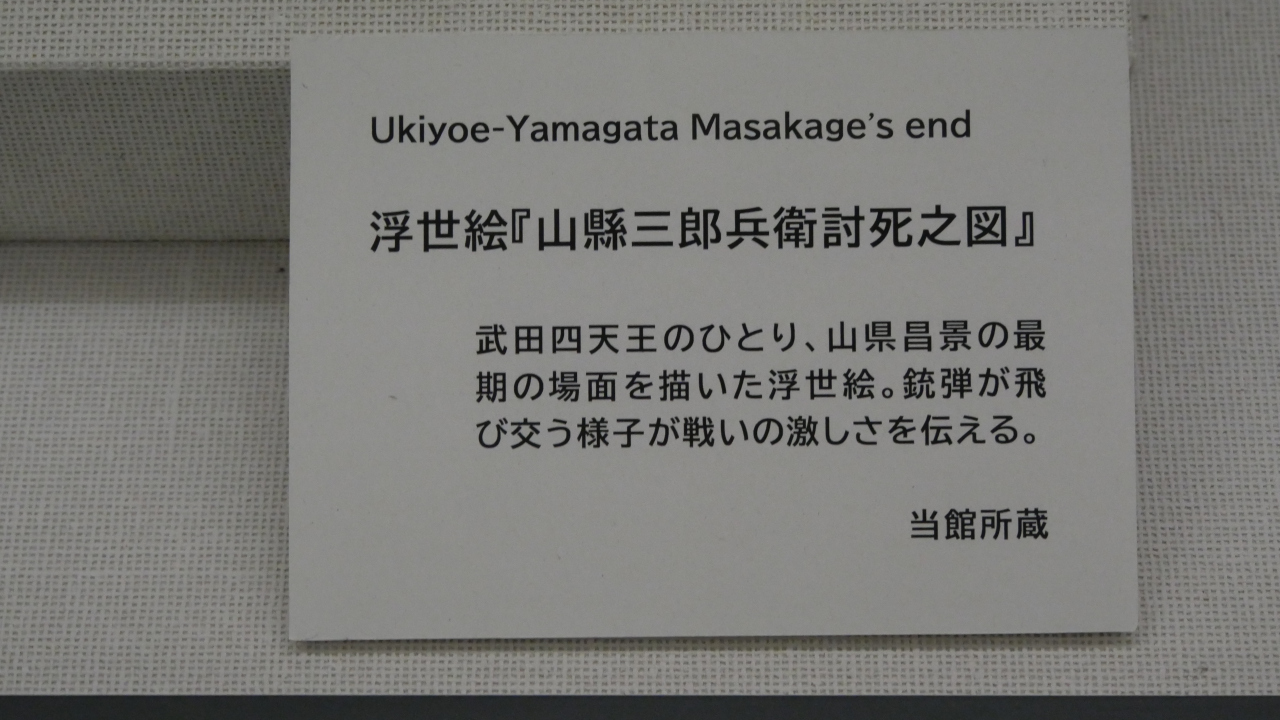 Ukiyoe-Yamagata Masakage’s end
浮世絵『山縣三郎兵衛討死之図』
武田四天王のひとり、山県昌景の最
期の場面を描いた浮世絵。銃弾が飛
び交う様子が戦いの激しさを伝える。
当館所蔵